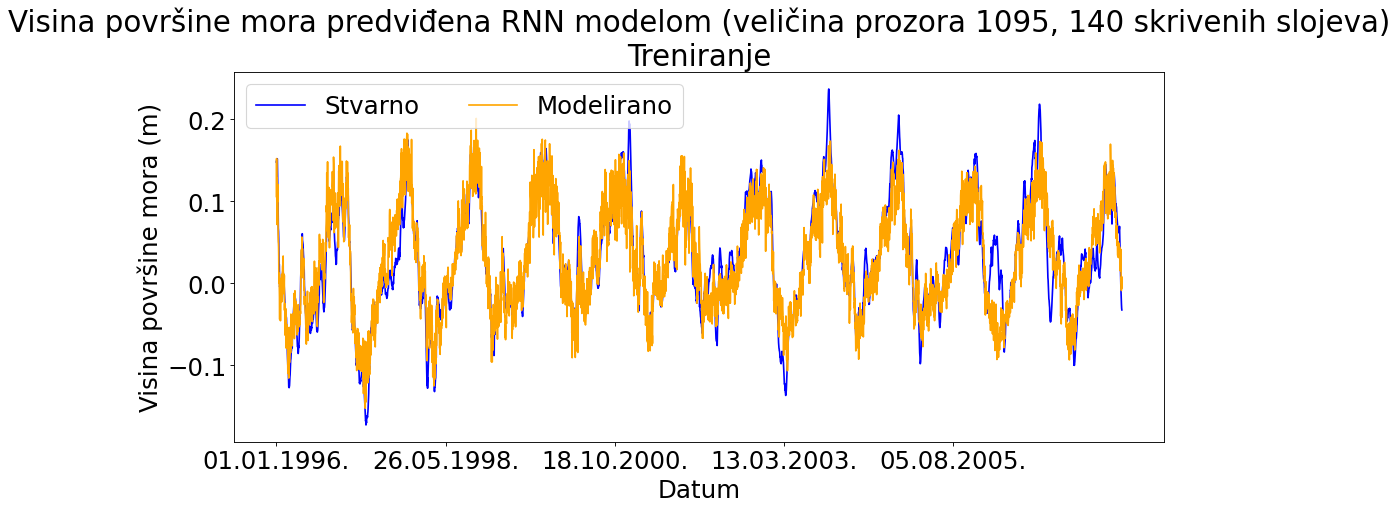 Visina površine mora predviđena RNN modelom (veličina prozora 1095, 140 skrivenih slojeva)
Treniranje
Stvarno Modelirano
Visina površine mora (m)
0.2
0.1
0.0
−0.1
01.01.1996. 26.05.1998. 18.10.2000. 13.03.2003. 05.08.2005.
Datum